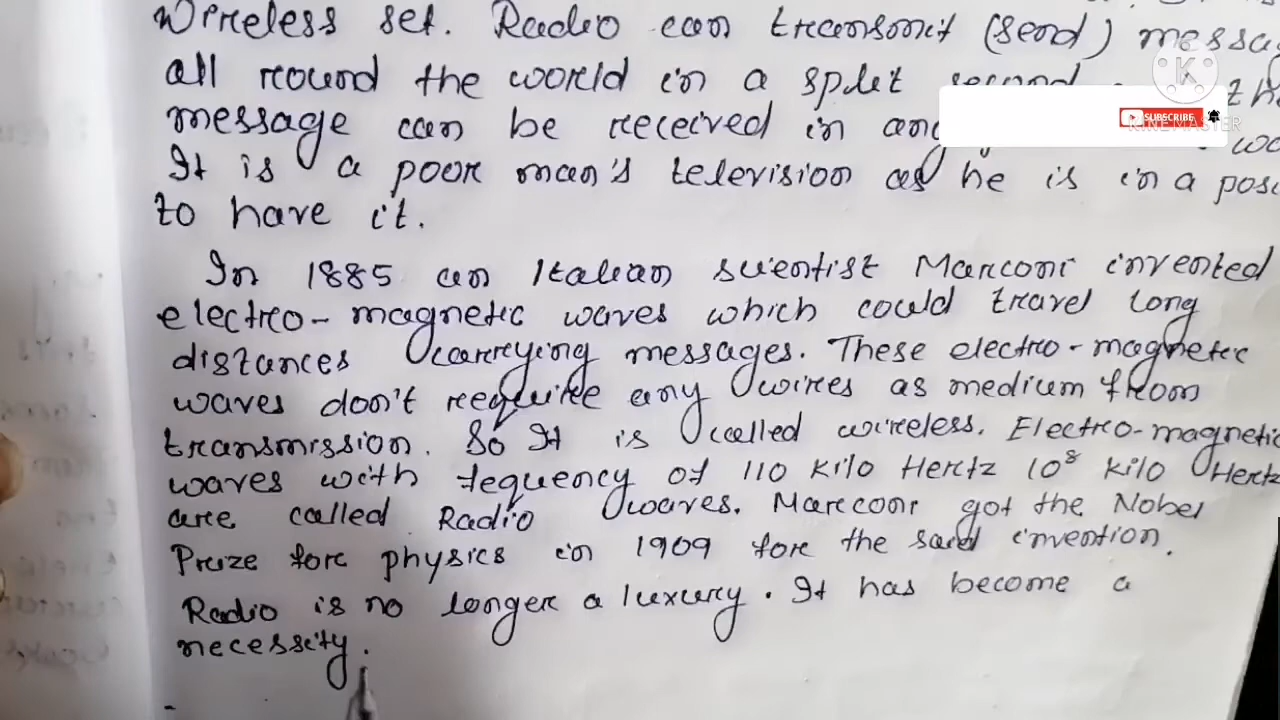 Wireless set. Radio can transmit (send) messag
all round the world in a split second
message can be received in any
It is a poor man's television as he is in a posi
to have it.
In 1885 an Italian scientist Marconi invented
electro-magnetic waves which could travel long
distances carrying messages. These electro-magnetic
waves don't require any wires as medium from
transmission. So It is called wireless. Electro-magnetic
waves with fequency of 110 Kilo Hertz 10⁸ Kilo Hertz
are called Radio waves. Marconi got the Nobel
Prize for physics in 1909 for the said invention.
Radio is no longer a luxury. It has become a
necessity.
K
SUBSCRIBE
KINEMASTER